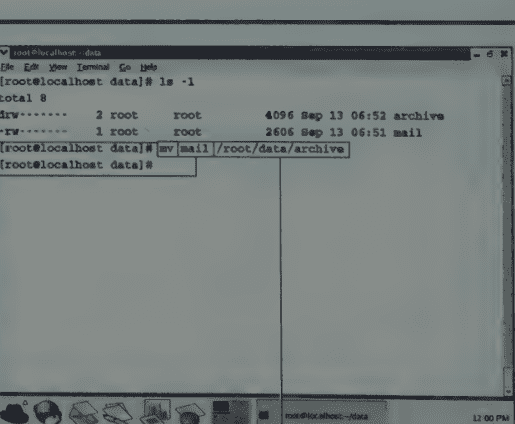 root@localhost:~/data
File Edit View Terminal Go Help
[root@localhost data]# ls -l
total 8
drw------- 2 root root 4096 Sep 13 06:52 archive
-rw------- 1 root root 2606 Sep 13 06:51 mail
[root@localhost data]# mv mail /root/data/archive
[root@localhost data]#
root@localhost:~/data
12:00 PM